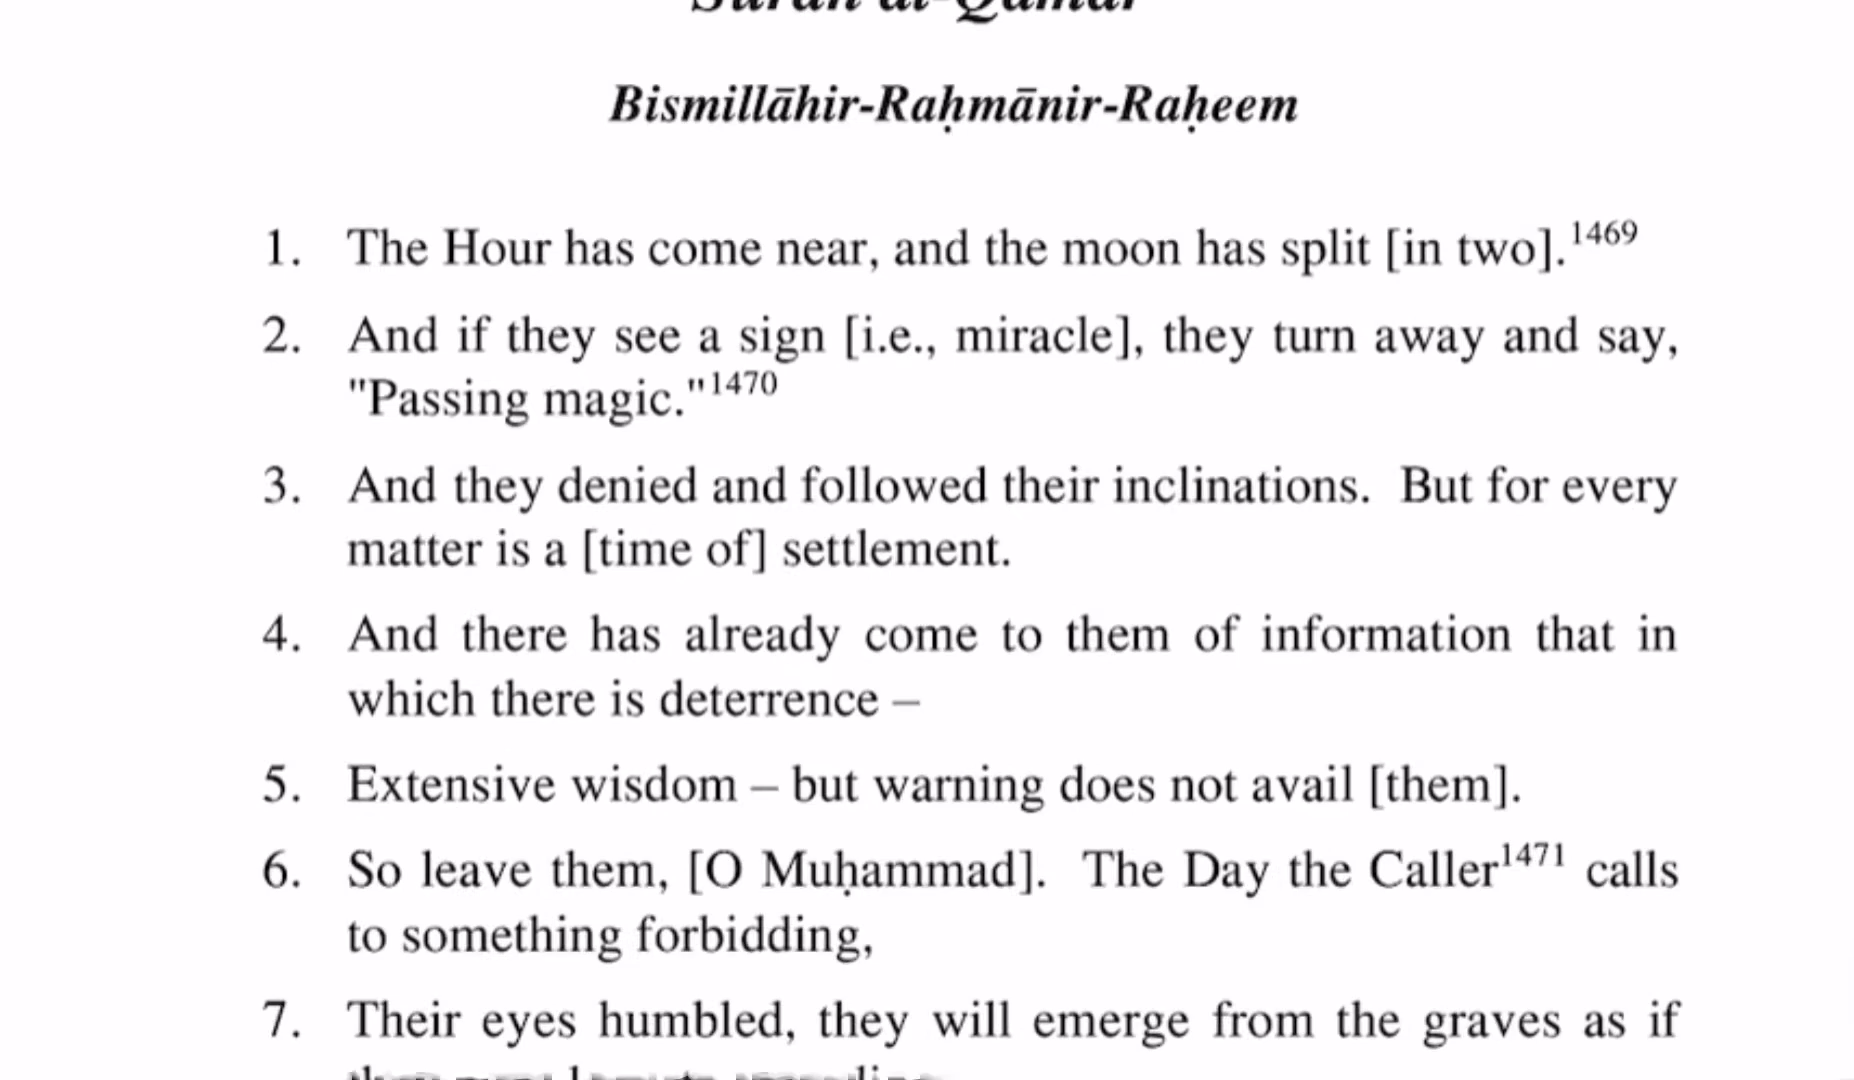 Sūrah al-Qamar
Bismillāhir-Raḥmānir-Raḥeem
1. The Hour has come near, and the moon has split [in two].1469
2. And if they see a sign [i.e., miracle], they turn away and say,
"Passing magic."1470
3. And they denied and followed their inclinations. But for every
matter is a [time of] settlement.
4. And there has already come to them of information that in
which there is deterrence –
5. Extensive wisdom – but warning does not avail [them].
6. So leave them, [O Muḥammad]. The Day the Caller1471 calls
to something forbidding,
7. Their eyes humbled, they will emerge from the graves as if